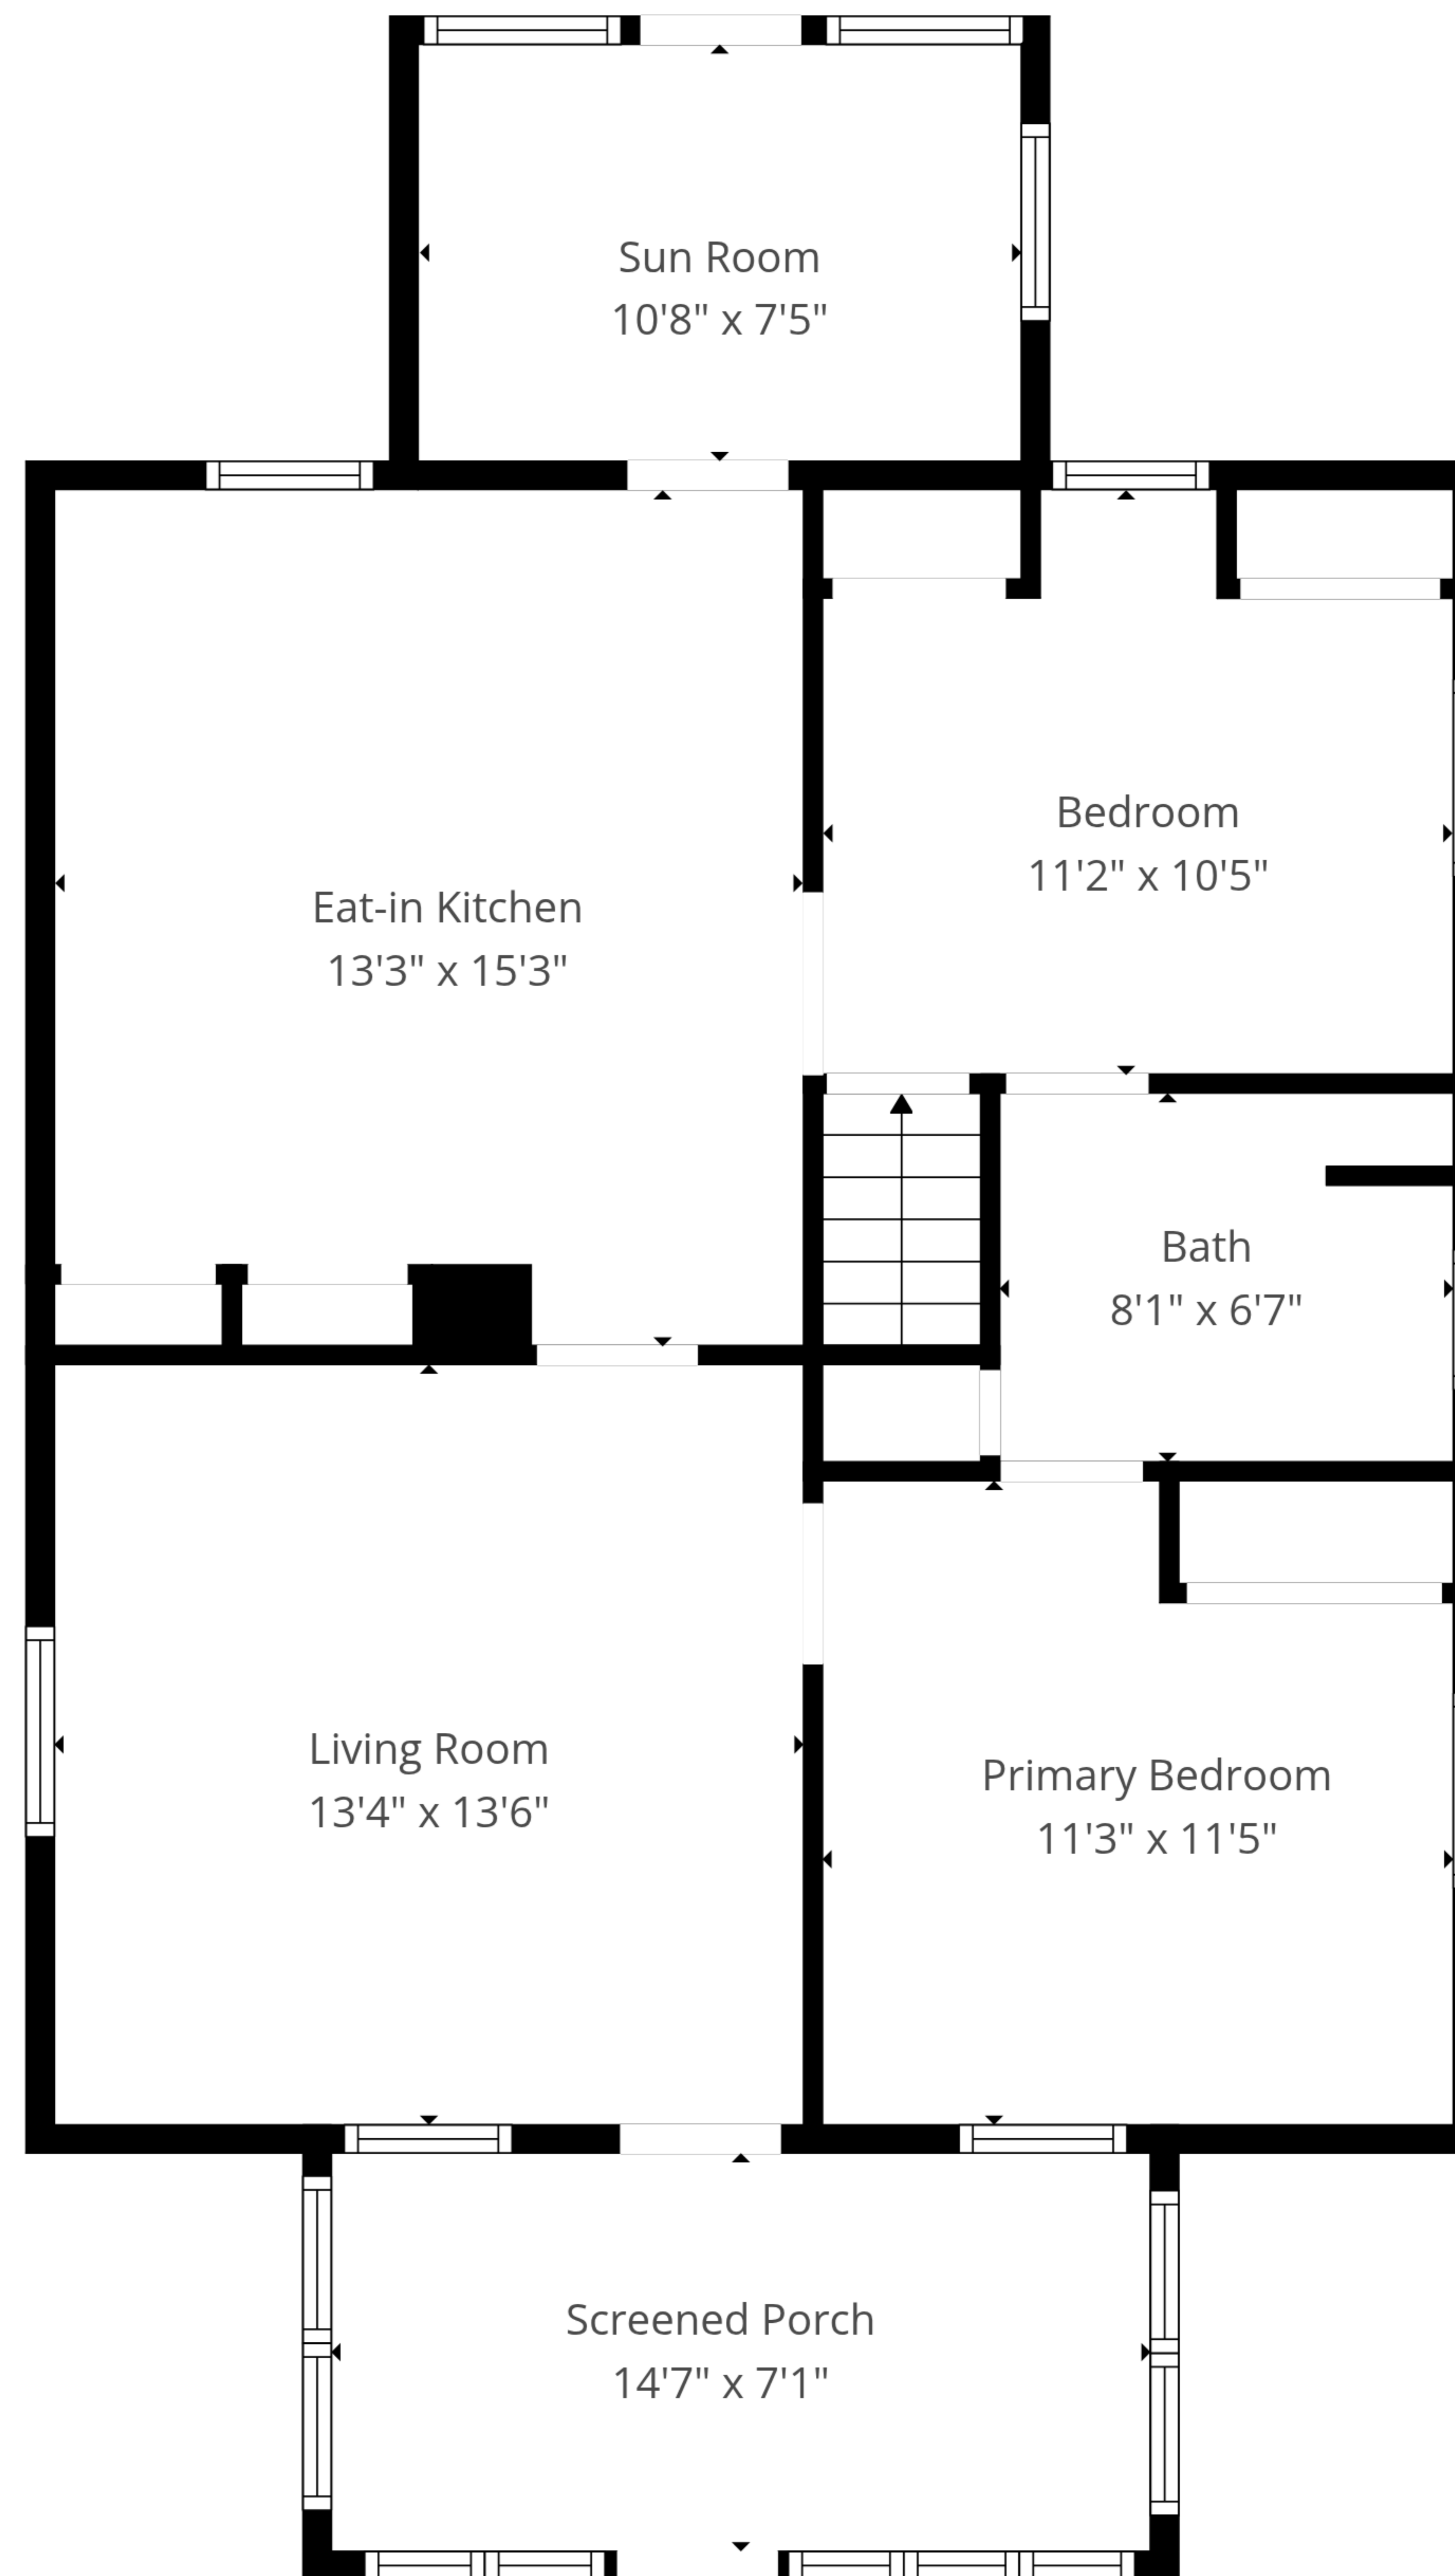 Sun Room
10'8" x 7'5"
Bedroom
11'2" x 10'5"
Eat-in Kitchen
13'3" x 15'3"
Bath
8'1" x 6'7"
Living Room
13'4" x 13'6"
Primary Bedroom
11'3" x 11'5"
Screened Porch
14'7" x 7'1"